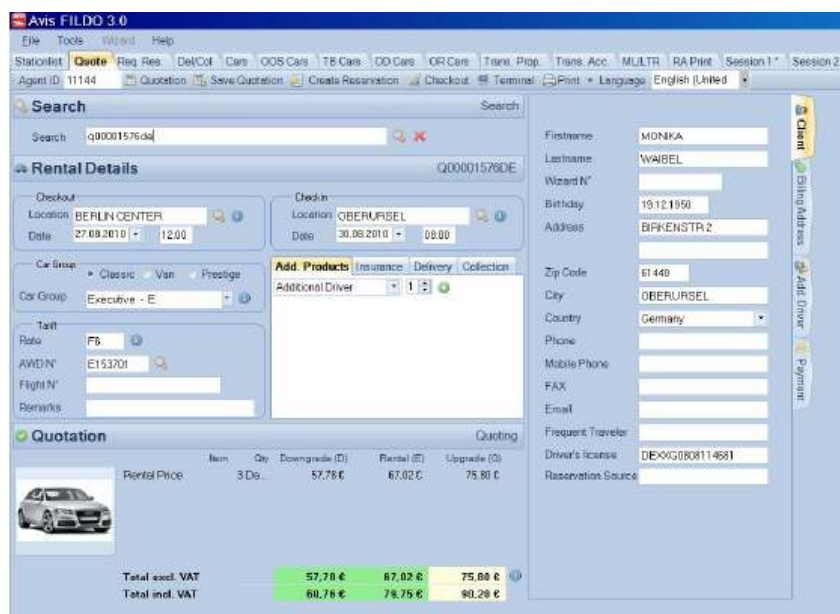 Avis FILDO 3.0
File Tools Wizard Help
Stationlist Quote Req. Res. Del/Col Cars OOS Cars TB Cars OD Cars OR Cars Trans. Prop. Trans. Acc. MULTR RA Print Session 1 * Session 2
Agent ID 11144 Quotation Save Quotation Create Reservation Checkout Terminal Print Language English (United
Search Search
Search q00001576de
Rental Details Q00001576DE
Checkout
Location BERLIN CENTER
Date 27.08.2010 12:00
Checkin
Location OBERURSEL
Date 30.08.2010 09:00
Car Group
Classic Van Prestige
Car Group Executive - E
Add. Products Insurance Delivery Collection
Additional Driver 1
Tariff
Rate F6
AWD N° E153701
Flight N°
Remarks
Quotation Quoting
Item Qty Downgrade (D) Rental (E) Upgrade (G)
Rental Price 3 Da... 57.78 € 67.02 € 75.80 €
Total excl. VAT 57,78 € 67,02 € 75,80 €
Total incl. VAT 79,75 € 90,20 €
Firstname MONIKA
Lastname WAIBEL
Wizard N°
Birthday 19.12.1950
Address BIRKENSTR 2
Zip Code 61440
City OBERURSEL
Country Germany
Phone
Mobile Phone
FAX
Email
Frequent Traveler
Driver's license
Reservation Source
Client
Billing Address
Add. Driver
Payment